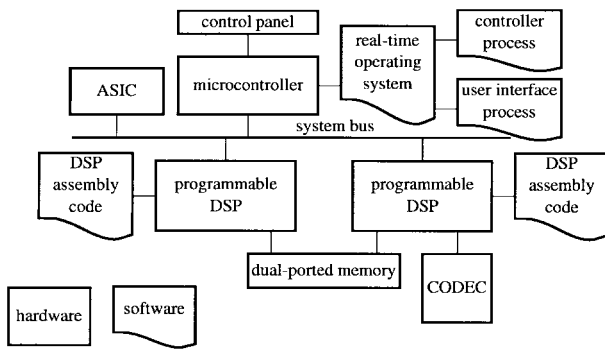 control panel
real-time
operating
system
controller
process
ASIC
microcontroller
user interface
process
system bus
DSP
assembly
code
programmable
DSP
programmable
DSP
DSP
assembly
code
dual-ported memory
CODEC
hardware
software